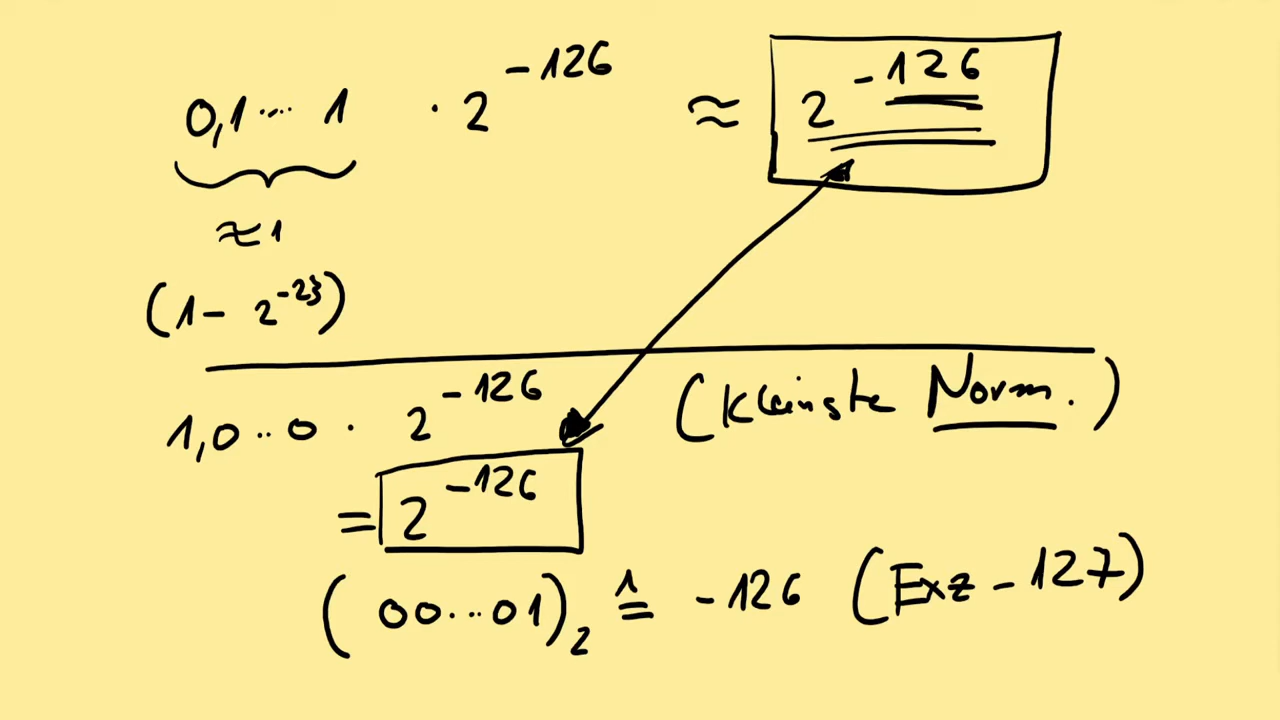 0,1.... 1 · 2^-126 ≈ 2^-126
≈1
(1- 2^-23)
1,0..0 · 2^-126 (kleinste Norm.)
= 2^-126
(00...01)₂ ≙ -126 (Exz - 127)